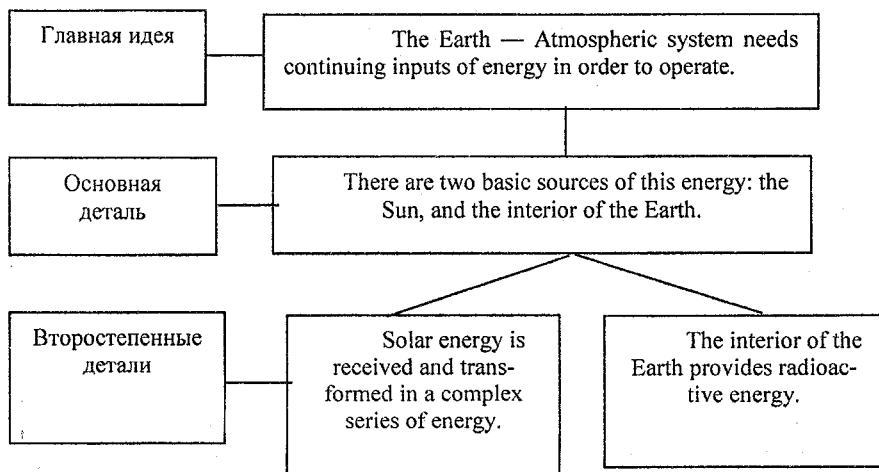 Главная идея
The Earth — Atmospheric system needs
continuing inputs of energy in order to operate.
Основная
деталь
There are two basic sources of this energy: the
Sun, and the interior of the Earth.
Второстепенные
детали
Solar energy is
received and trans-
formed in a complex
series of energy.
The interior of the
Earth provides radioac-
tive energy.